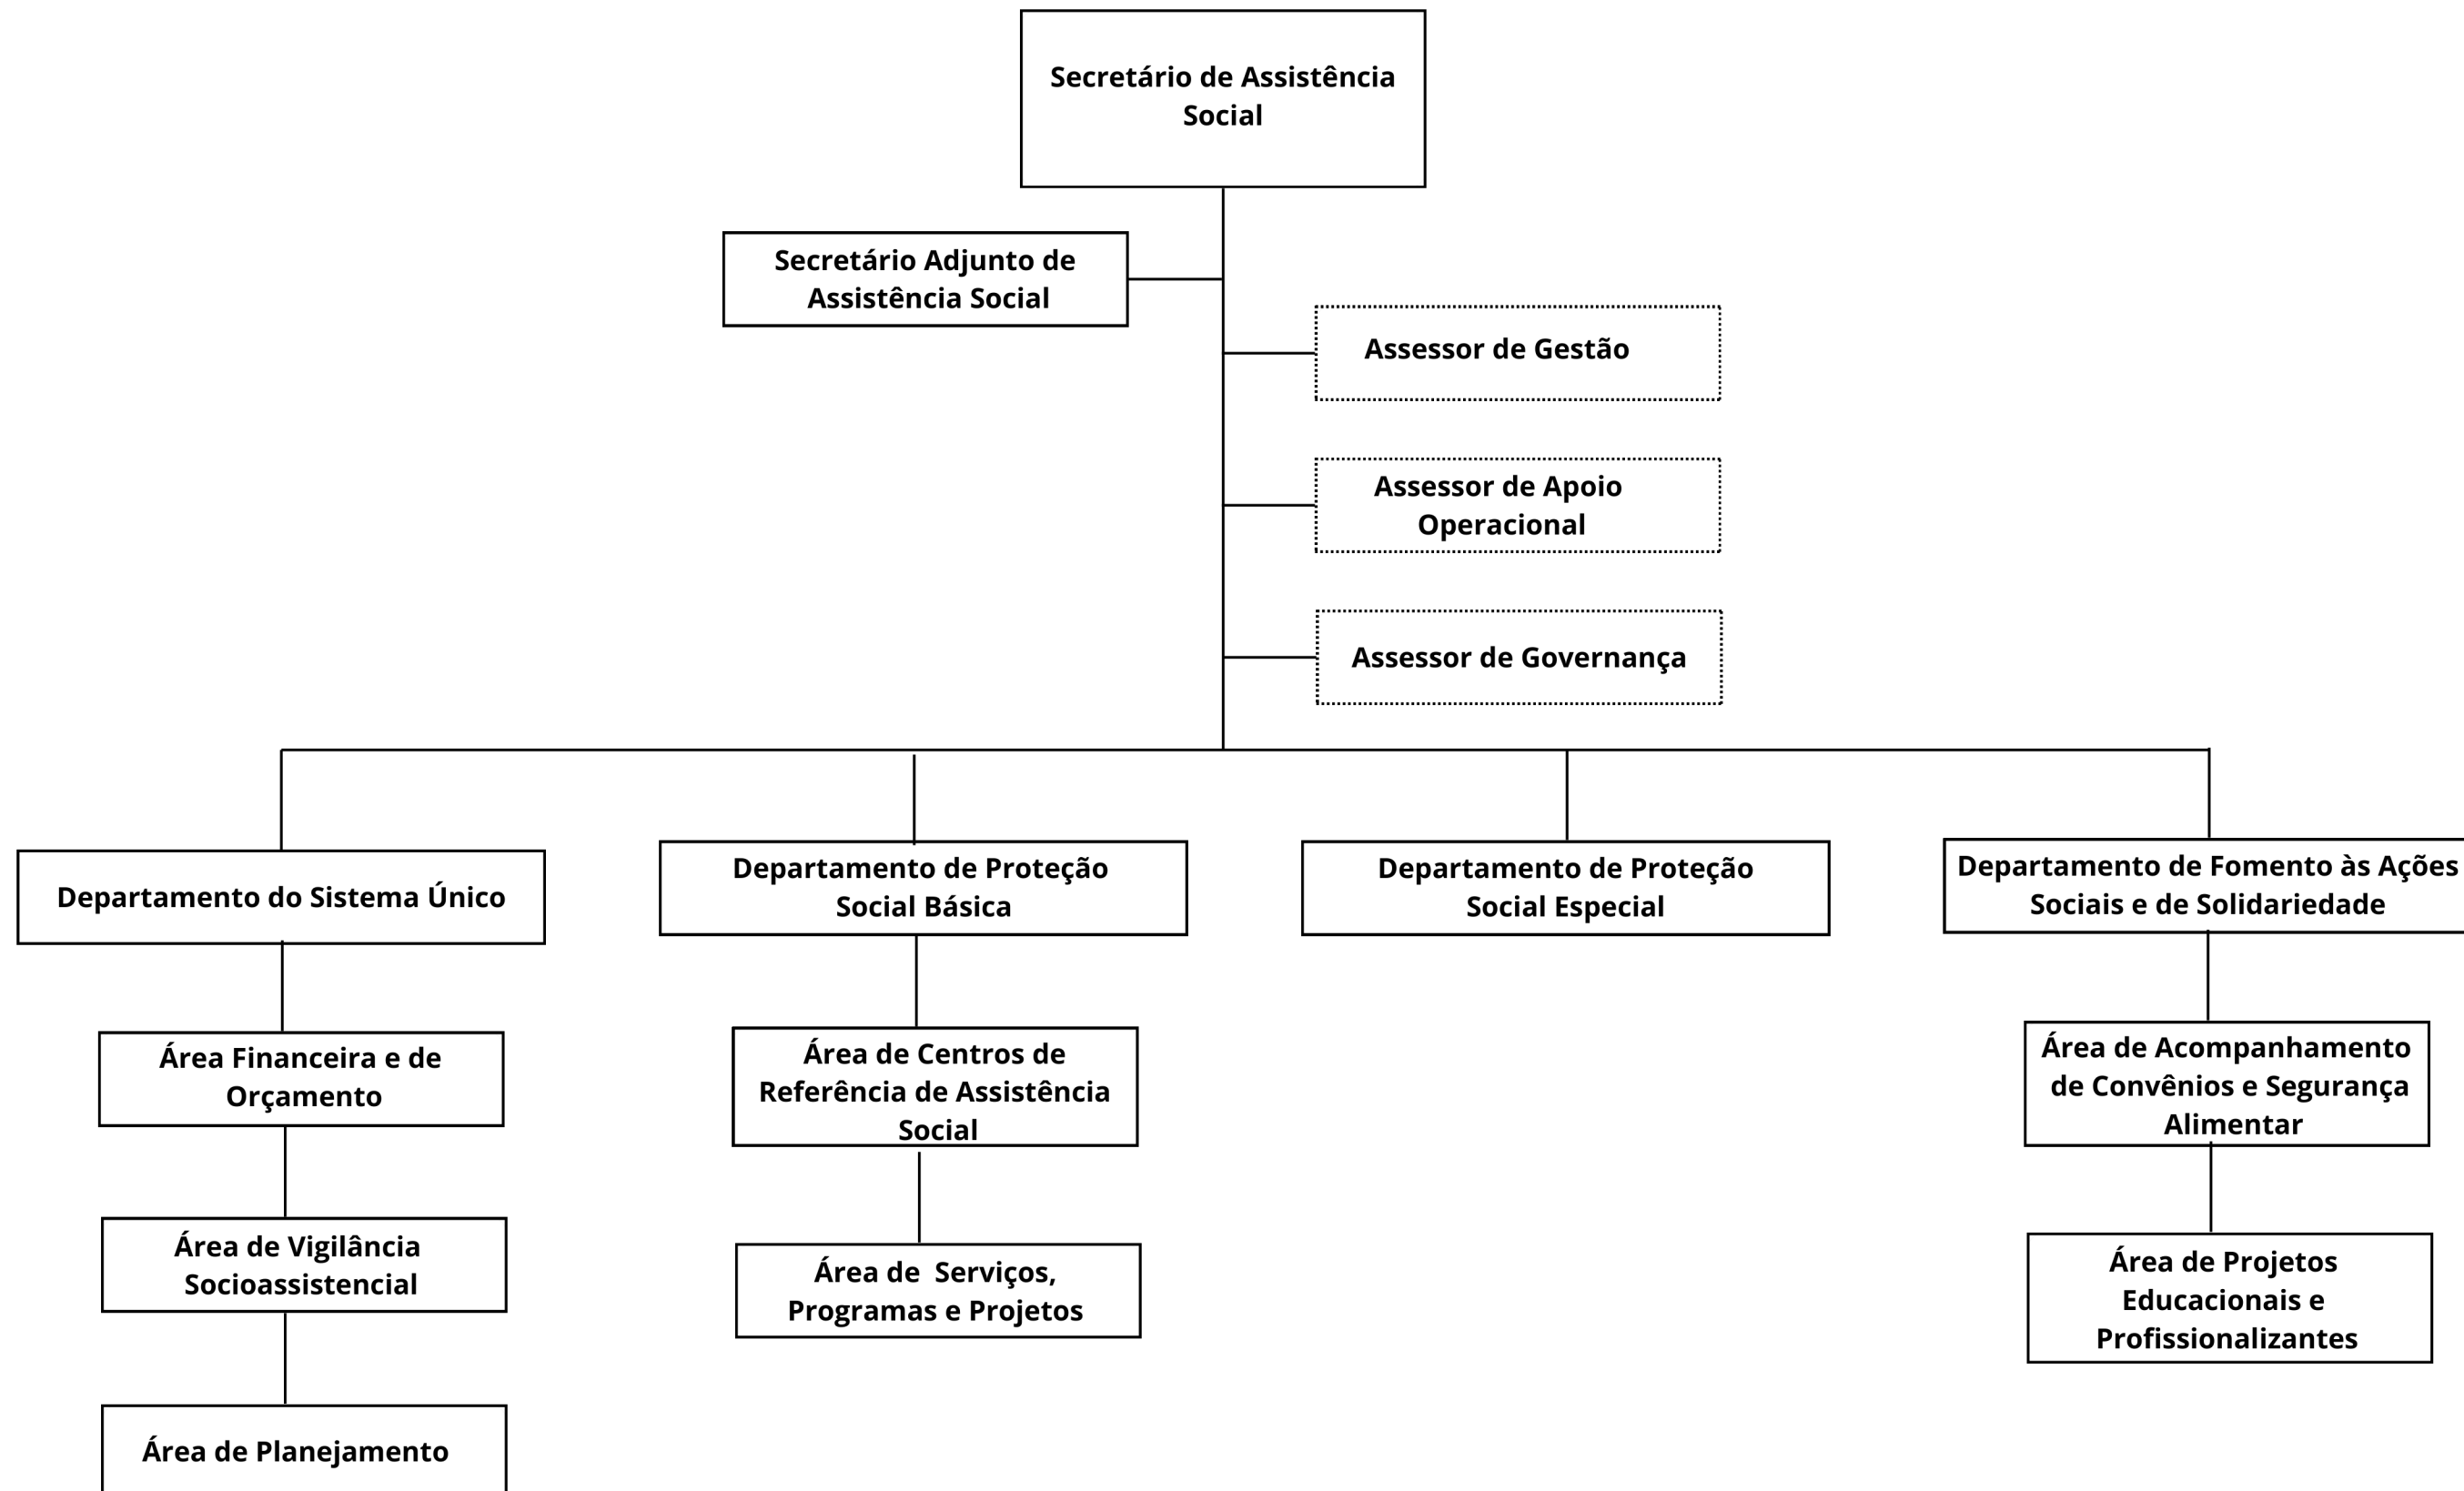 Secretário de Assistência
Social
Secretário Adjunto de
Assistência Social
Assessor de Gestão
Assessor de Apoio
Operacional
Assessor de Governança
Departamento do Sistema Único
Departamento de Proteção
Social Básica
Departamento de Proteção
Social Especial
Departamento de Fomento às Ações
Sociais e de Solidariedade
Área Financeira e de
Orçamento
Área de Vigilância
Socioassistencial
Área de Planejamento
Área de Centros de
Referência de Assistência
Social
Área de Serviços,
Programas e Projetos
Área de Acompanhamento
de Convênios e Segurança
Alimentar
Área de Projetos
Educacionais e
Profissionalizantes